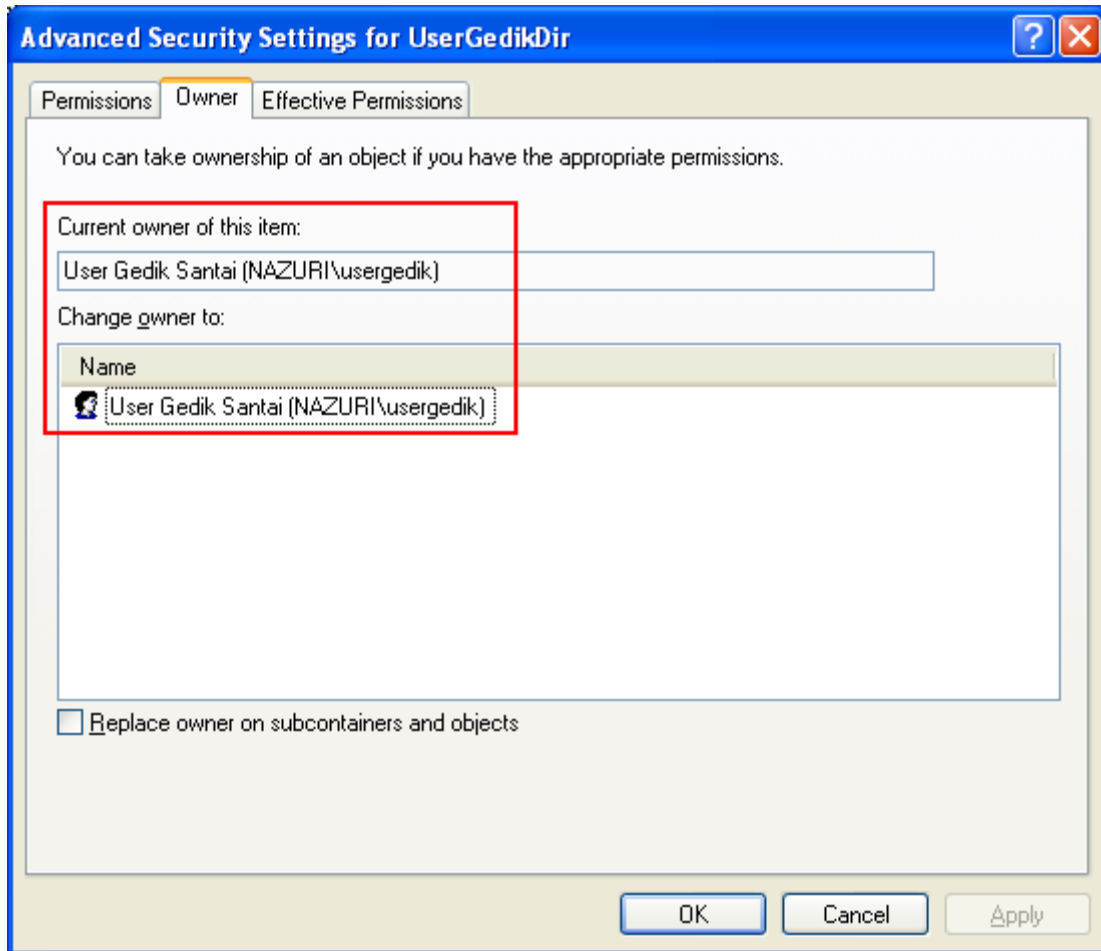 Advanced Security Settings for UserGedikDir
Permissions Owner Effective Permissions
You can take ownership of an object if you have the appropriate permissions.
Current owner of this item:
User Gedik Santai (NAZURI\usergedik)
Change owner to:
Name
User Gedik Santai (NAZURI\usergedik)
Replace owner on subcontainers and objects
OK Cancel Apply